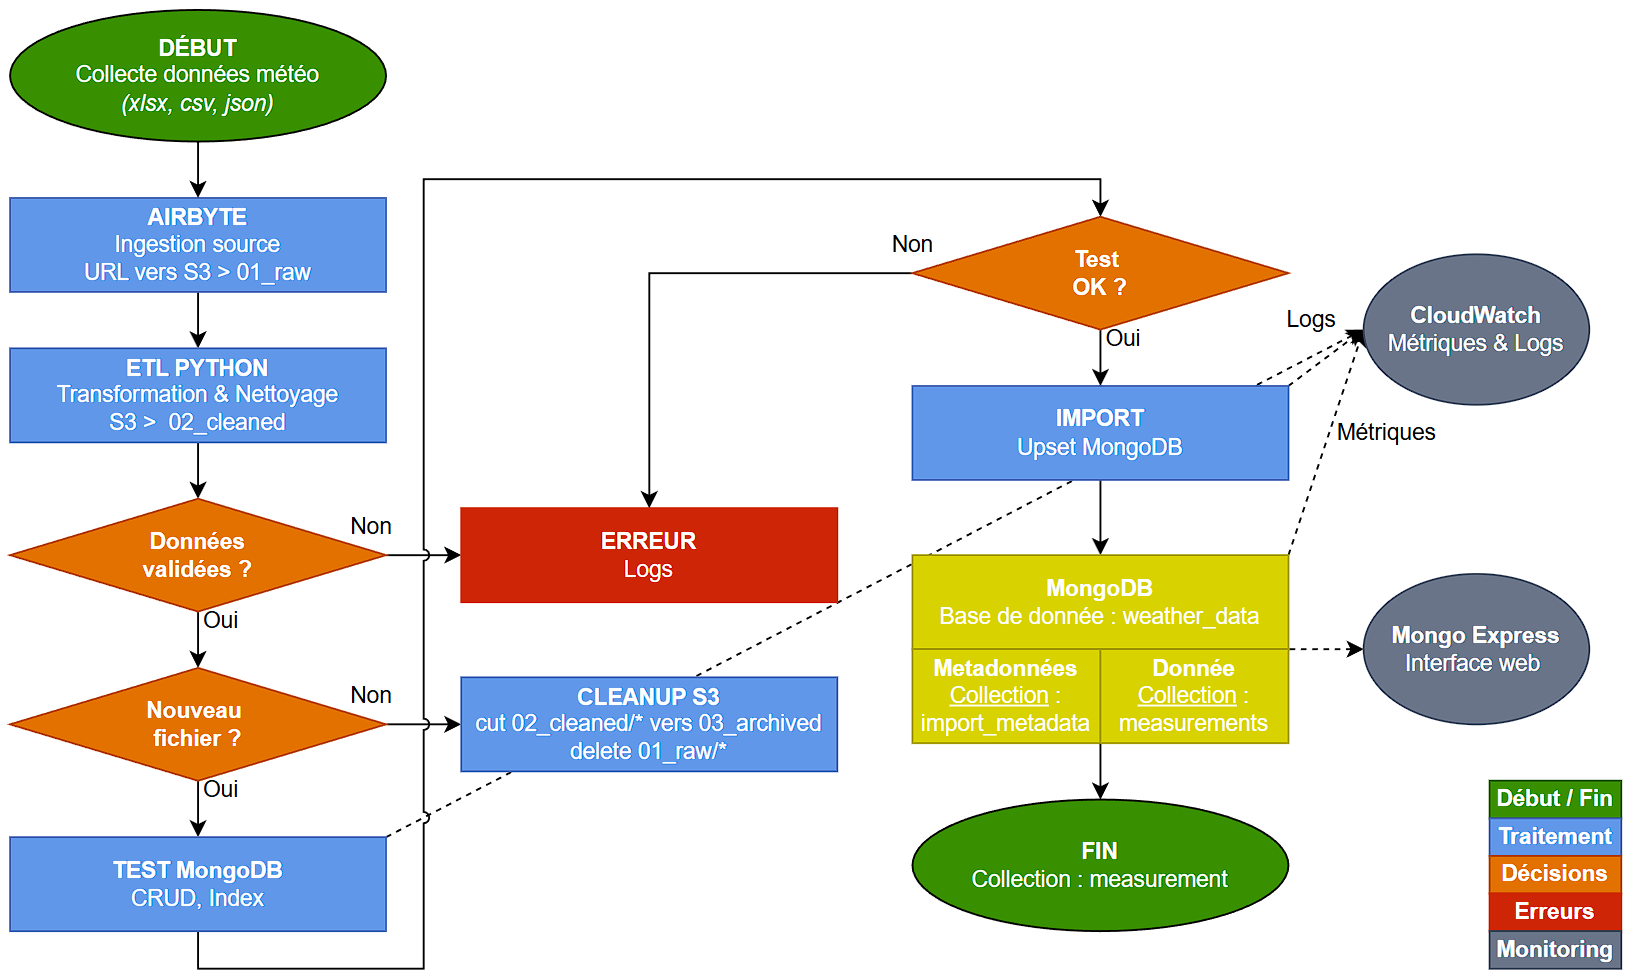 DÉBUT
Collecte données météo
(xlsx, csv, json)
AIRBYTE
Ingestion source
URL vers S3 > 01_raw
ETL PYTHON
Transformation & Nettoyage
S3 > 02_cleaned
Données
validées ?
Non
Oui
Nouveau
fichier ?
Non
Oui
TEST MongoDB
CRUD, Index
ERREUR
Logs
CLEANUP S3
cut 02_cleaned/* vers 03_archived
delete 01_raw/*
Test
OK ?
Non
Oui
IMPORT
Upset MongoDB
MongoDB
Base de donnée : weather_data
Metadonnées
Collection :
import_metadata
Donnée
Collection :
measurements
FIN
Collection : measurement
Logs
CloudWatch
Métriques & Logs
Métriques
Mongo Express
Interface web
Début / Fin
Traitement
Décisions
Erreurs
Monitoring